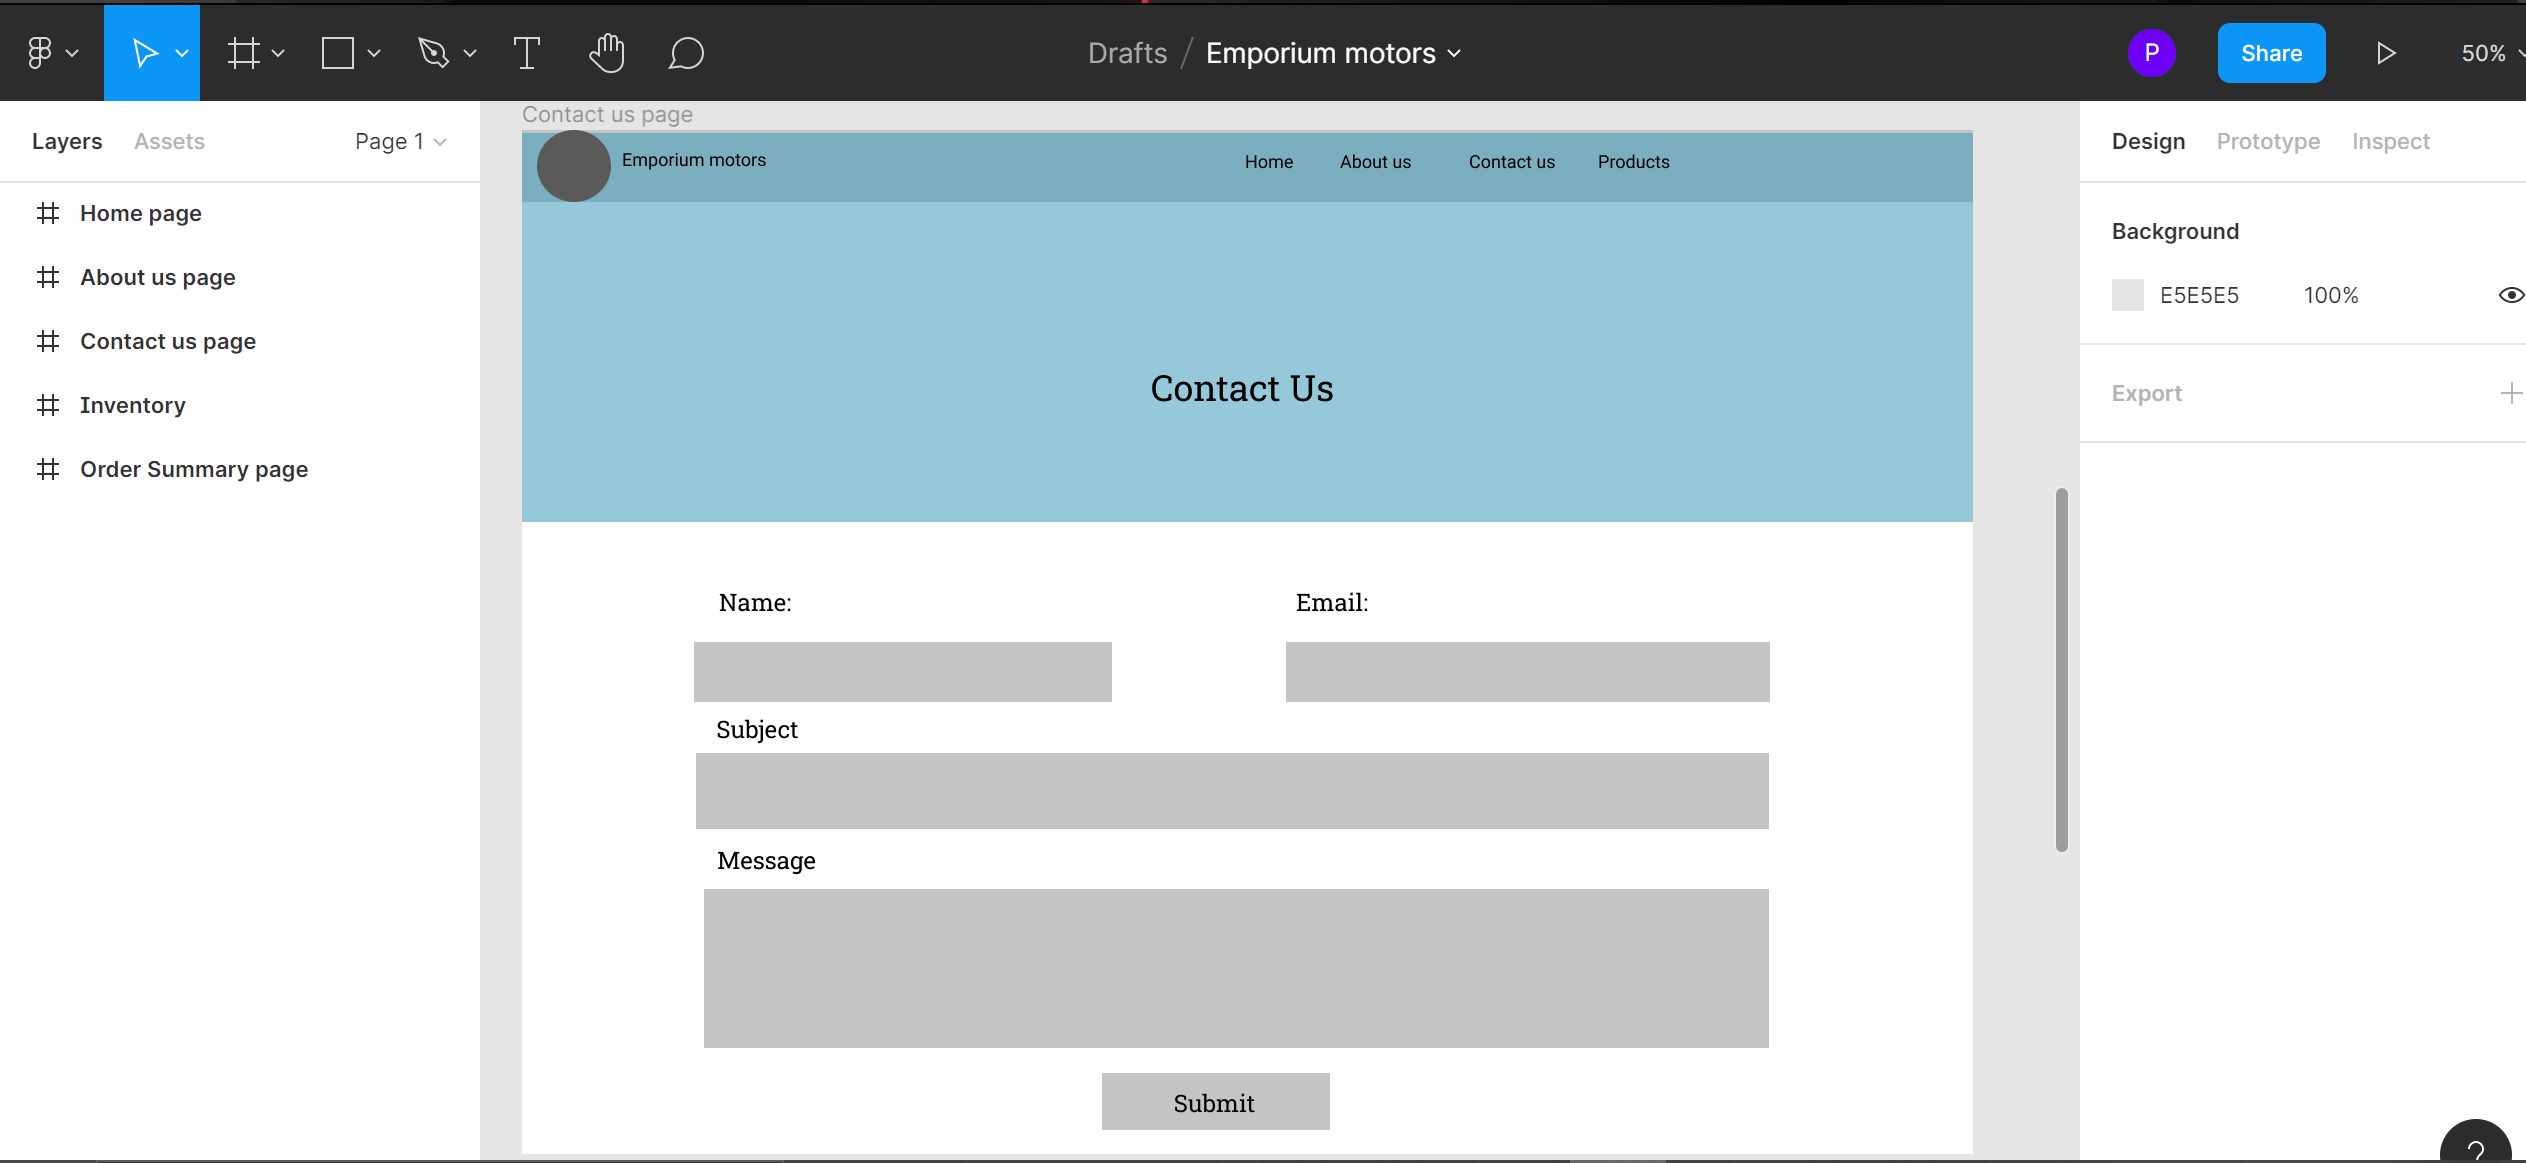 Drafts / Emporium motors
P
Share
50%
Layers
Assets
Page 1
Home page
About us page
Contact us page
Inventory
Order Summary page
Contact us page
Emporium motors
Home
About us
Contact us
Products
Contact Us
Name:
Email:
Subject
Message
Submit
Design
Prototype
Inspect
Background
E5E5E5
100%
Export
?